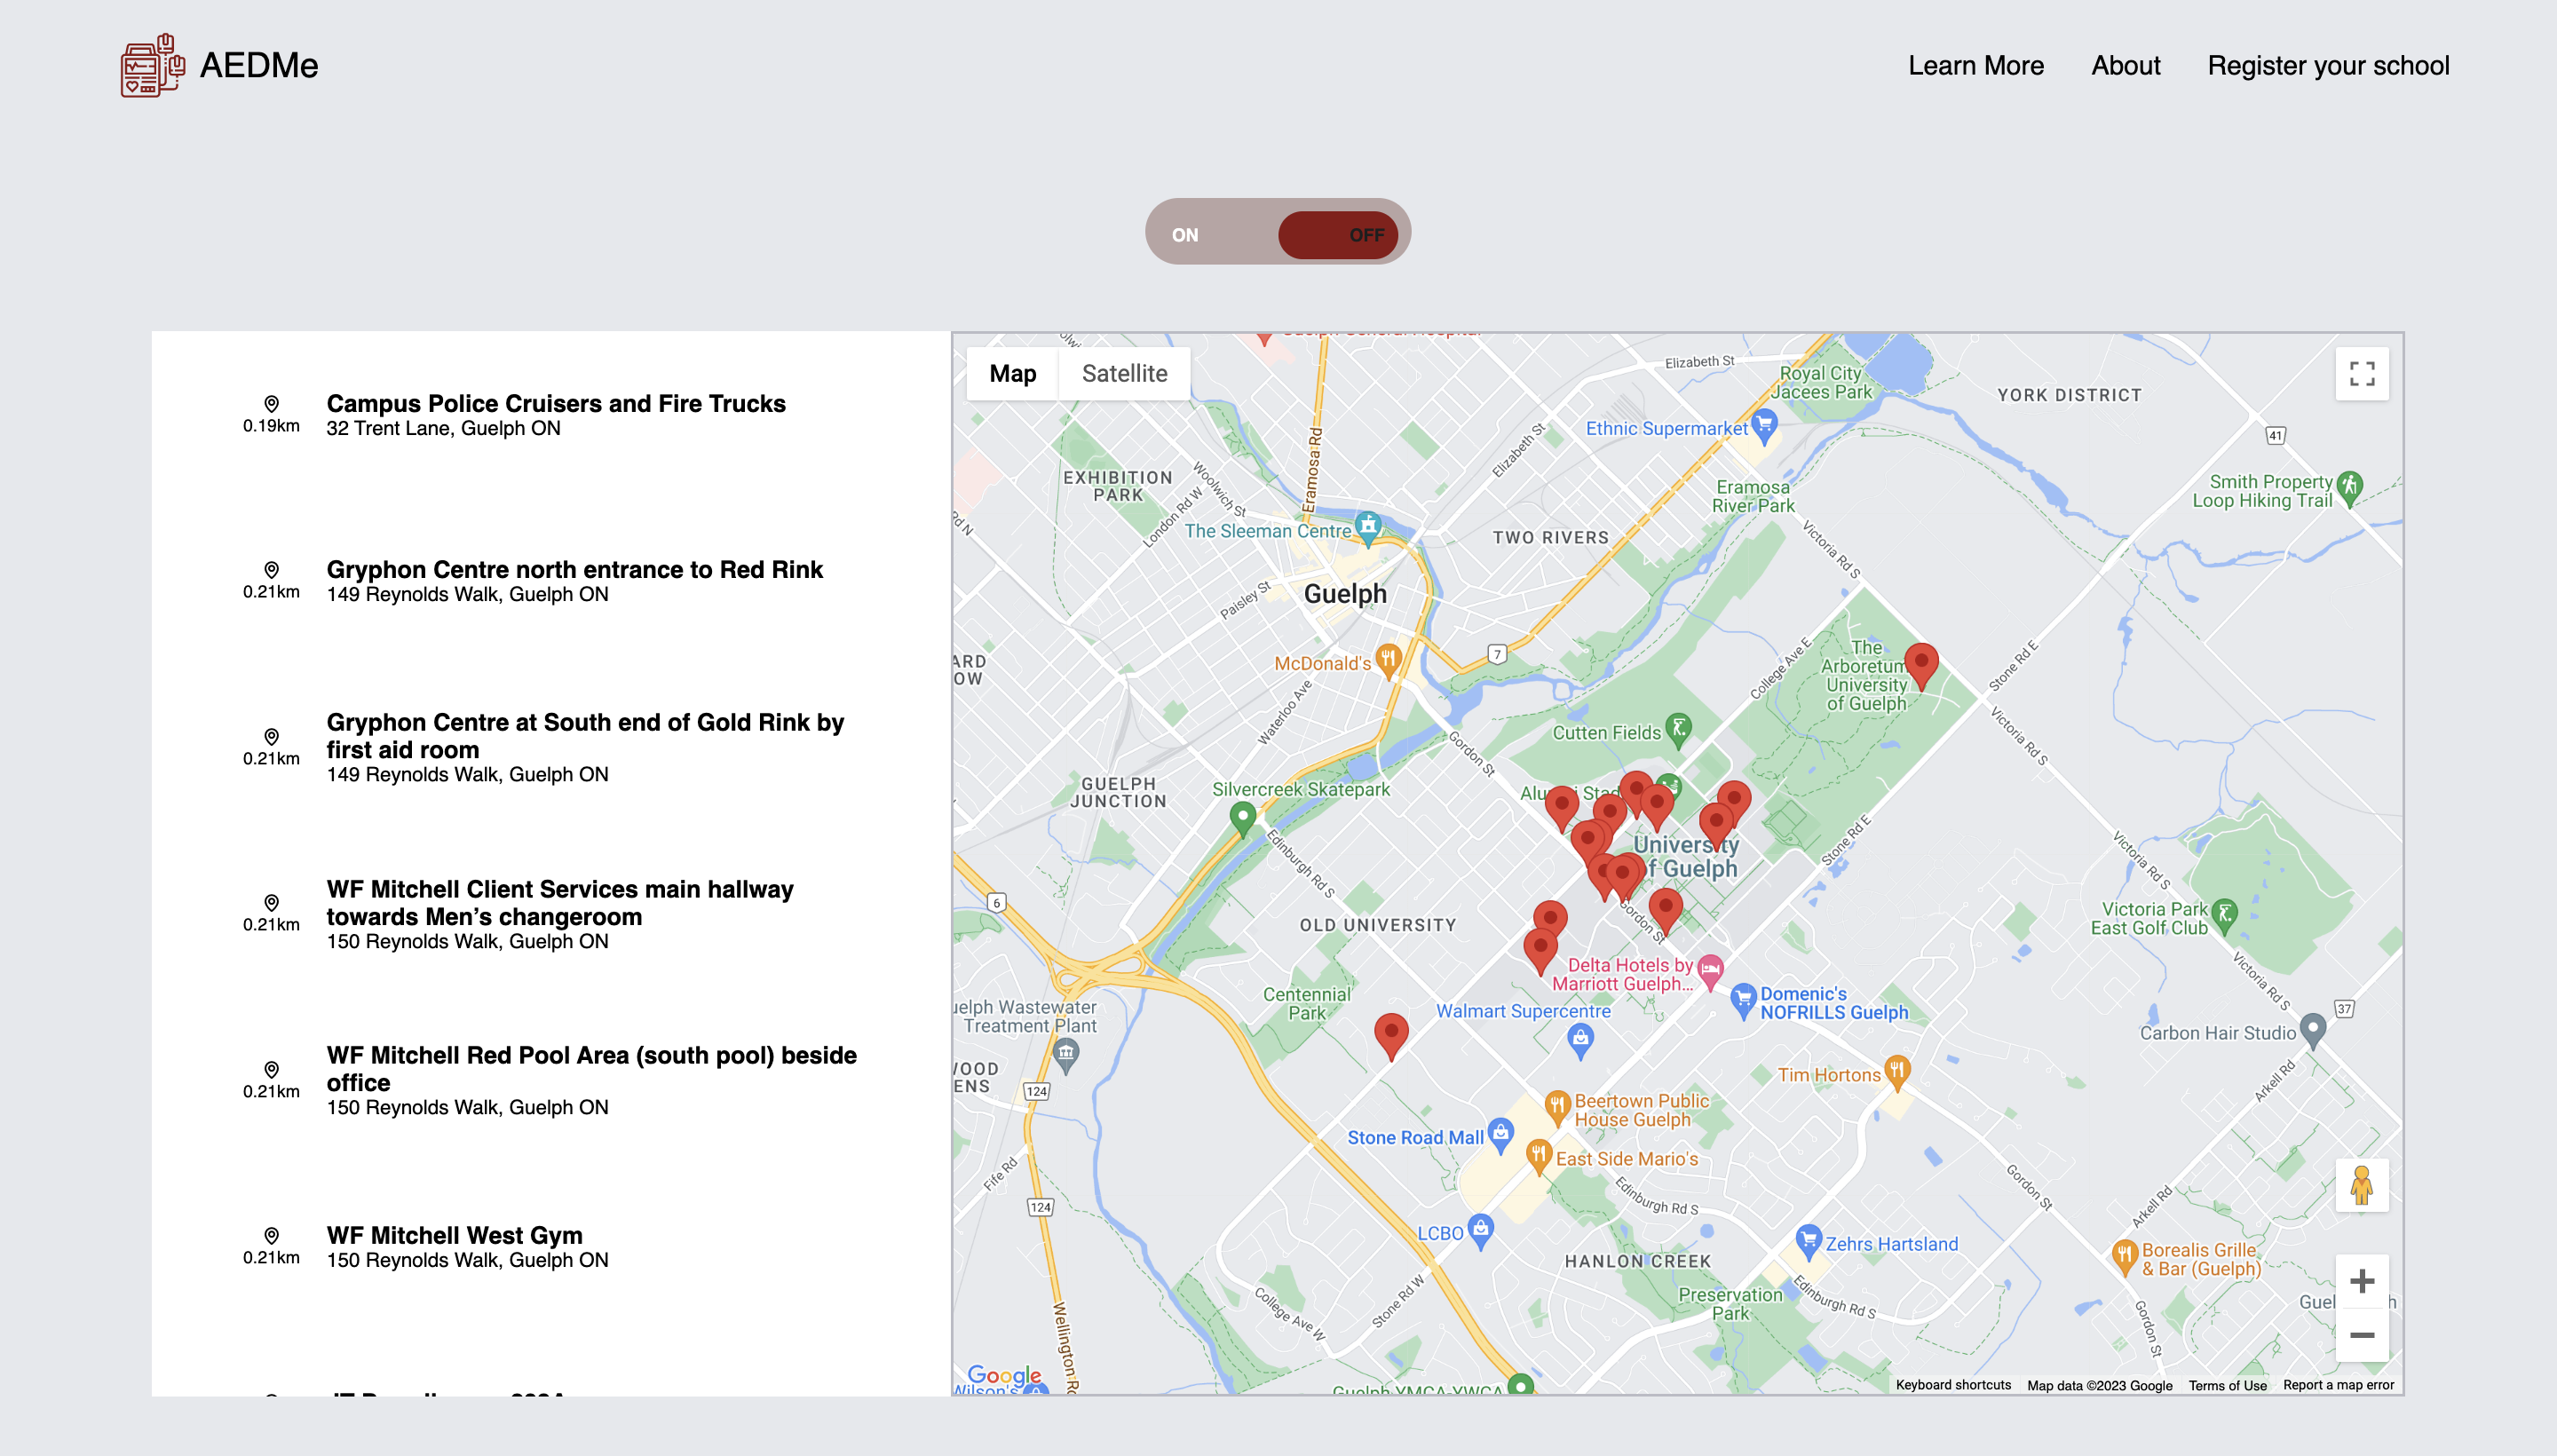 AEDMe
Learn More
About
Register your school
ON
OFF
0.19km
Campus Police Cruisers and Fire Trucks
32 Trent Lane, Guelph ON
0.21km
Gryphon Centre north entrance to Red Rink
149 Reynolds Walk, Guelph ON
0.21km
Gryphon Centre at South end of Gold Rink by
first aid room
149 Reynolds Walk, Guelph ON
0.21km
WF Mitchell Client Services main hallway
towards Men’s changeroom
150 Reynolds Walk, Guelph ON
0.21km
WF Mitchell Red Pool Area (south pool) beside
office
150 Reynolds Walk, Guelph ON
0.21km
WF Mitchell West Gym
150 Reynolds Walk, Guelph ON
Map
Satellite
Elizabeth St
Royal City
Jacees Park
YORK DISTRICT
41
Ethnic Supermarket
Elizabeth St
Eramosa Rd
Woolwich St
London Rd W
EXHIBITION
PARK
Smith Property
Loop Hiking Trail
Eramosa
River Park
The Sleeman Centre
TWO RIVERS
Victoria Rd S
Guelph
Paisley St
McDonald's
7
Waterloo Ave
College Ave E
The
Arboretum
University
of Guelph
Stone Rd E
Victoria Rd S
Cutten Fields
Gordon St
GUELPH
JUNCTION
Silvercreek Skatepark
Edinburgh Rd S
University
of Guelph
Stone Rd E
Victoria Rd S
6
OLD UNIVERSITY
Gordon St
Victoria Park
East Golf Club
Victoria Rd S
Delta Hotels by
Marriott Guelph...
Centennial
Park
Walmart Supercentre
Domenic's
NOFRILLS Guelph
37
Carbon Hair Studio
Treatment Plant
Tim Hortons
Arkell Rd
124
Beertown Public
House Guelph
Stone Road Mall
East Side Mario's
Fife Rd
Edinburgh Rd S
Gordon St
Arkell Rd
124
LCBO
HANLON CREEK
Zehrs Hartsland
Borealis Grille
& Bar (Guelph)
Preservation
Park
Edinburgh Rd S
College Ave W
Stone Rd W
Gordon St
Wellington Rd
Google
Wilson's
Guelph YMCA-YWCA
Keyboard shortcuts
Map data ©2023 Google
Terms of Use
Report a map error